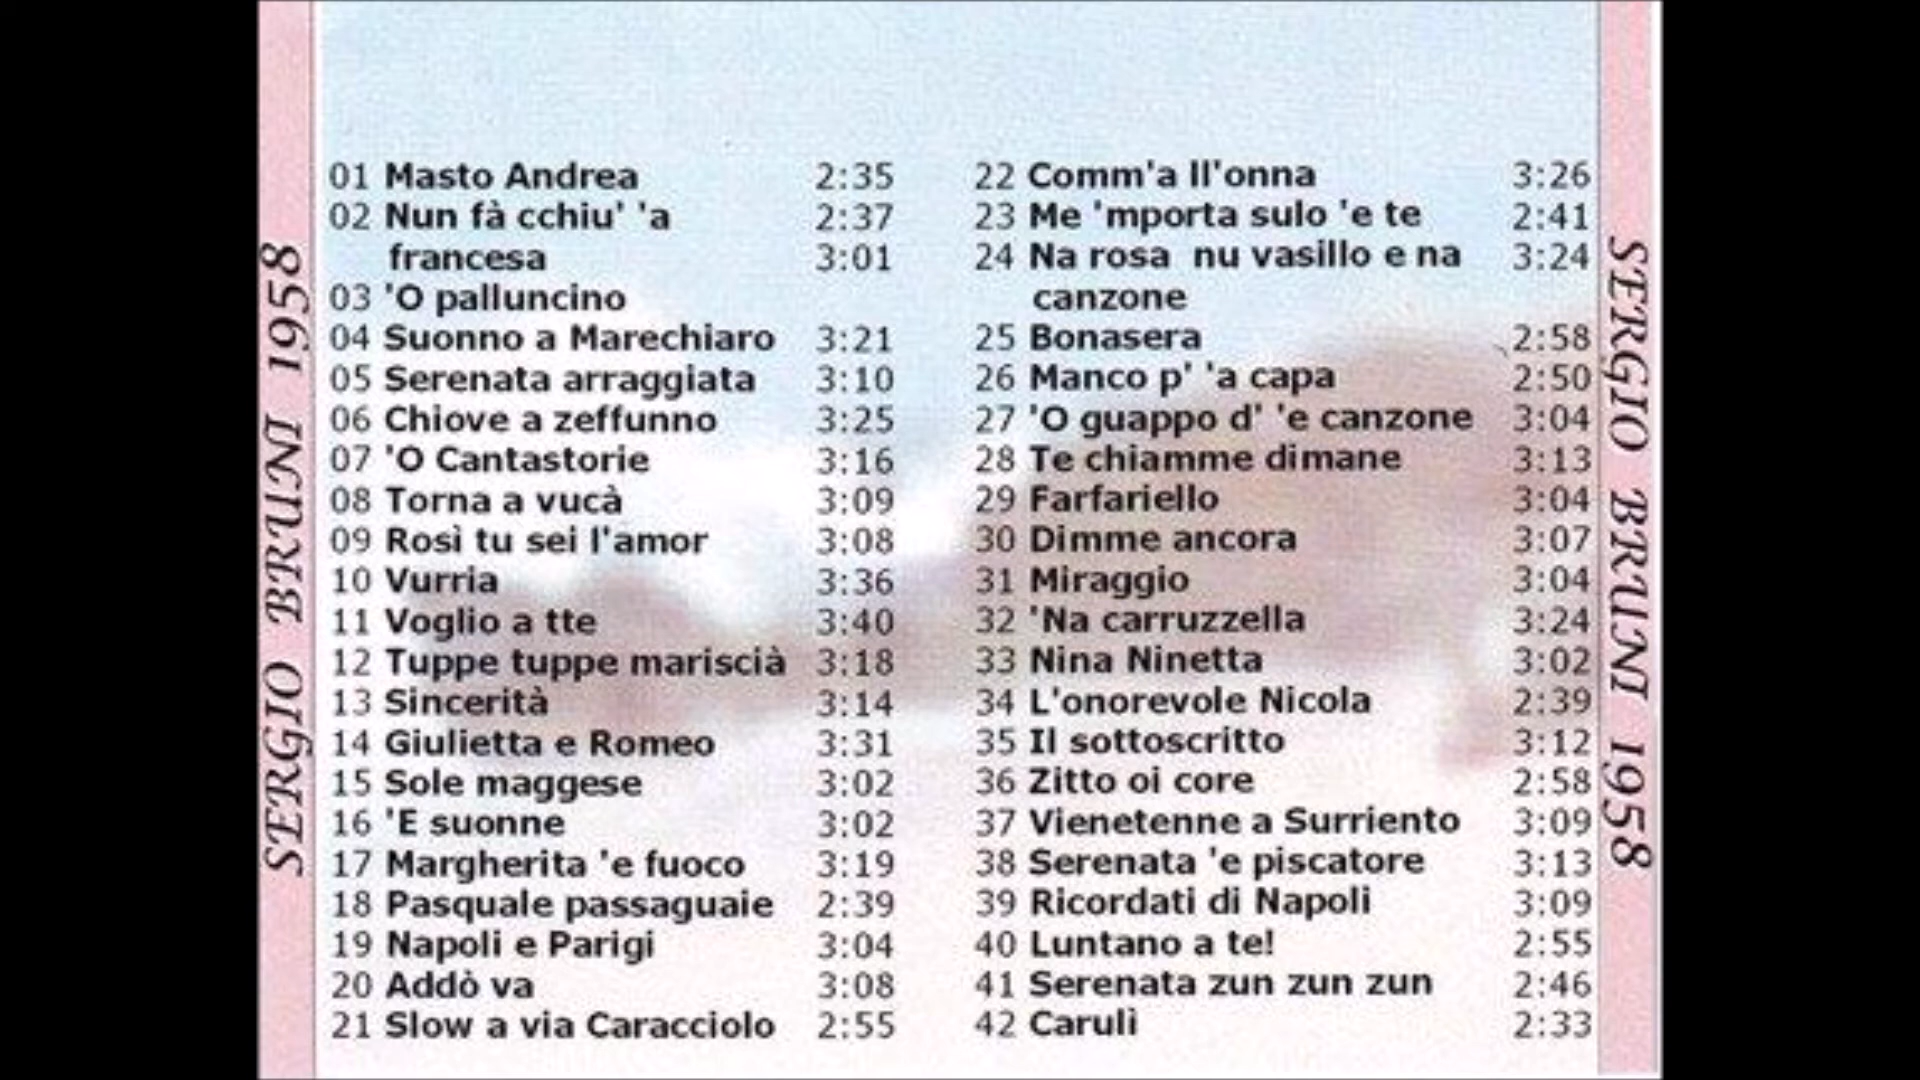 SERGIO BRUNI 1958
01 Masto Andrea 2:35
02 Nun fà cchiu' 'a 2:37
francesa 3:01
03 'O palluncino
04 Suonno a Marechiaro 3:21
05 Serenata arraggiata 3:10
06 Chiove a zeffunno 3:25
07 'O Cantastorie 3:16
08 Torna a vucà 3:09
09 Rosì tu sei l'amor 3:08
10 Vurria 3:36
11 Voglio a tte 3:40
12 Tuppe tuppe mariscià 3:18
13 Sincerità 3:14
14 Giulietta e Romeo 3:31
15 Sole maggese 3:02
16 'E suonne 3:02
17 Margherita 'e fuoco 3:19
18 Pasquale passaguaie 2:39
19 Napoli e Parigi 3:04
20 Addò va 3:08
21 Slow a via Caracciolo 2:55
22 Comm'a ll'onna 3:26
23 Me 'mporta sulo 'e te 2:41
24 Na rosa nu vasillo e na 3:24
canzone
25 Bonasera 2:58
26 Manco p' 'a capa 2:50
27 'O guappo d' 'e canzone 3:04
28 Te chiamme dimane 3:13
29 Farfariello 3:04
30 Dimme ancora 3:07
31 Miraggio 3:04
32 'Na carruzzella 3:24
33 Nina Ninetta 3:02
34 L'onorevole Nicola 2:39
35 Il sottoscritto 3:12
36 Zitto oi core 2:58
37 Vienetenne a Surriento 3:09
38 Serenata 'e piscatore 3:13
39 Ricordati di Napoli 3:09
40 Luntano a te! 2:55
41 Serenata zun zun zun 2:46
42 Carulì 2:33
SERGIO BRUNI 1958